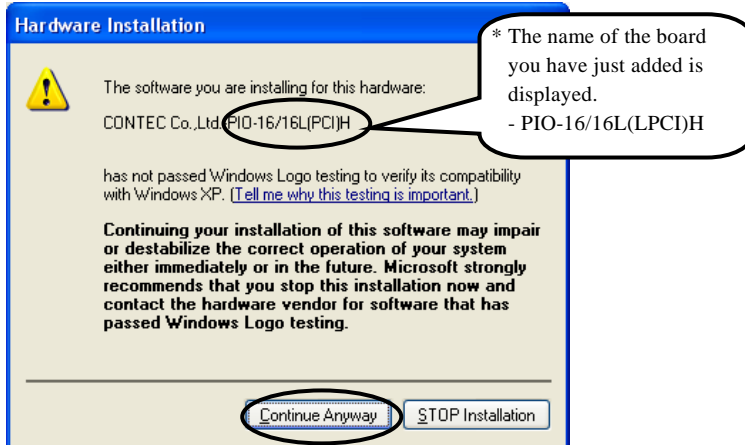 Hardware Installation
* The name of the board
you have just added is
displayed.
- PIO-16/16L(LPCI)H
The software you are installing for this hardware:
CONTEC Co.,Ltd. PIO-16/16L(PCI)H
has not passed Windows Logo testing to verify its compatibility
with Windows XP. (Tell me why this testing is important.)
Continuing your installation of this software may impair
or destabilize the correct operation of your system
either immediately or in the future. Microsoft strongly
recommends that you stop this installation now and
contact the hardware vendor for software that has
passed Windows Logo testing.
Continue Anyway
STOP Installation